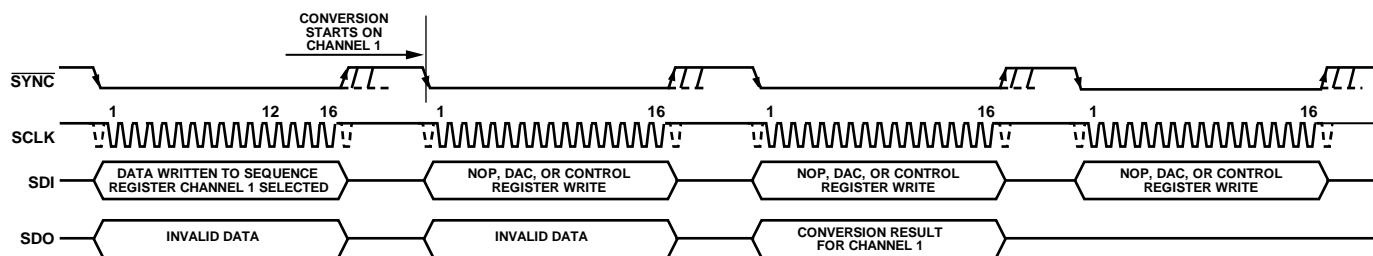 CONVERSION
STARTS ON
CHANNEL 1
SYNC
1
12
16
1
16
1
16
1
16
SCLK
SDI
DATA WRITTEN TO SEQUENCE
REGISTER CHANNEL 1 SELECTED
NOP, DAC, OR CONTROL
REGISTER WRITE
NOP, DAC, OR CONTROL
REGISTER WRITE
NOP, DAC, OR CONTROL
REGISTER WRITE
SDO
INVALID DATA
INVALID DATA
CONVERSION RESULT
FOR CHANNEL 1